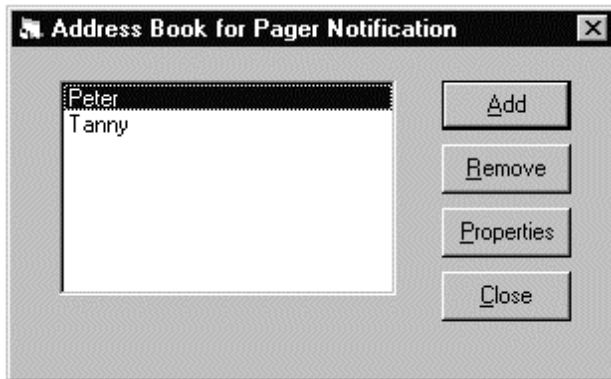 Address Book for Pager Notification
Peter
Tanny
Add
Remove
Properties
Close